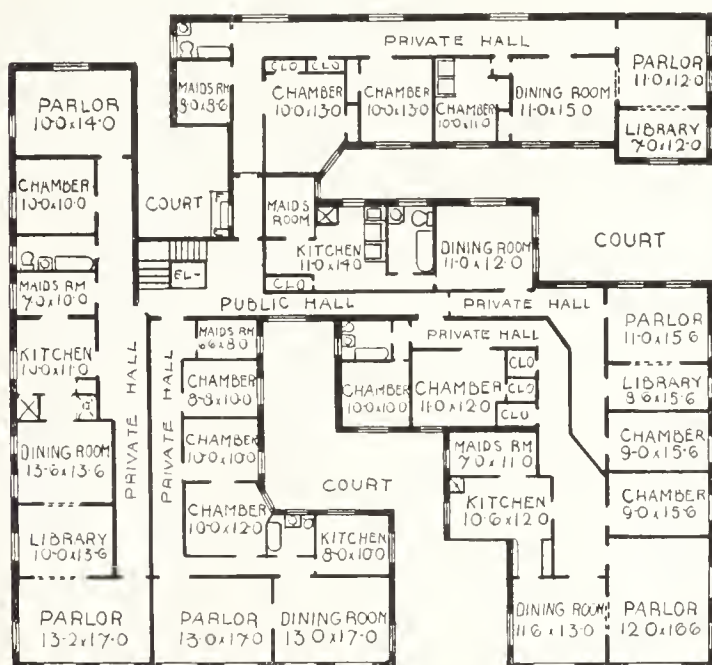 PRIVATE HALL
PARLOR
11-0x12-0
LIBRARY
7-0x12-0
DINING ROOM
11-0x15-0
CHAMBER
10-0x11-0
CHAMBER
10-0x13-0
CLO
CLO
CHAMBER
10-0x13-0
MAIDS RM
8-0x8-6
PARLOR
10-0x14-0
CHAMBER
10-0x10-0
COURT
MAID'S
ROOM
KITCHEN
11-0x14-0
CLO
DINING ROOM
11-0x12-0
COURT
EL-
MAIDS RM
7-0x10-0
KITCHEN
10-0x11-0
DINING ROOM
13-6x13-6
LIBRARY
10-0x13-6
PARLOR
13-2x17-0
PRIVATE HALL
PUBLIC HALL
PRIVATE HALL
PRIVATE HALL
PRIVATE HALL
MAIDS RM
6-6x8-0
CHAMBER
8-8x10-0
CHAMBER
10-0x10-0
CHAMBER
10-0x12-0
KITCHEN
8-0x10-0
PARLOR
13-0x17-0
DINING ROOM
13-0x17-0
COURT
CHAMBER
10-0x10-0
CHAMBER
11-0x12-0
CLO
CLO
CLO
MAIDS RM
7-0x11-0
KITCHEN
10-6x12-0
DINING ROOM
11-6x13-0
PARLOR
12-0x16-6
CHAMBER
9-0x15-6
CHAMBER
9-0x15-6
LIBRARY
8-6x15-6
PARLOR
11-0x15-6